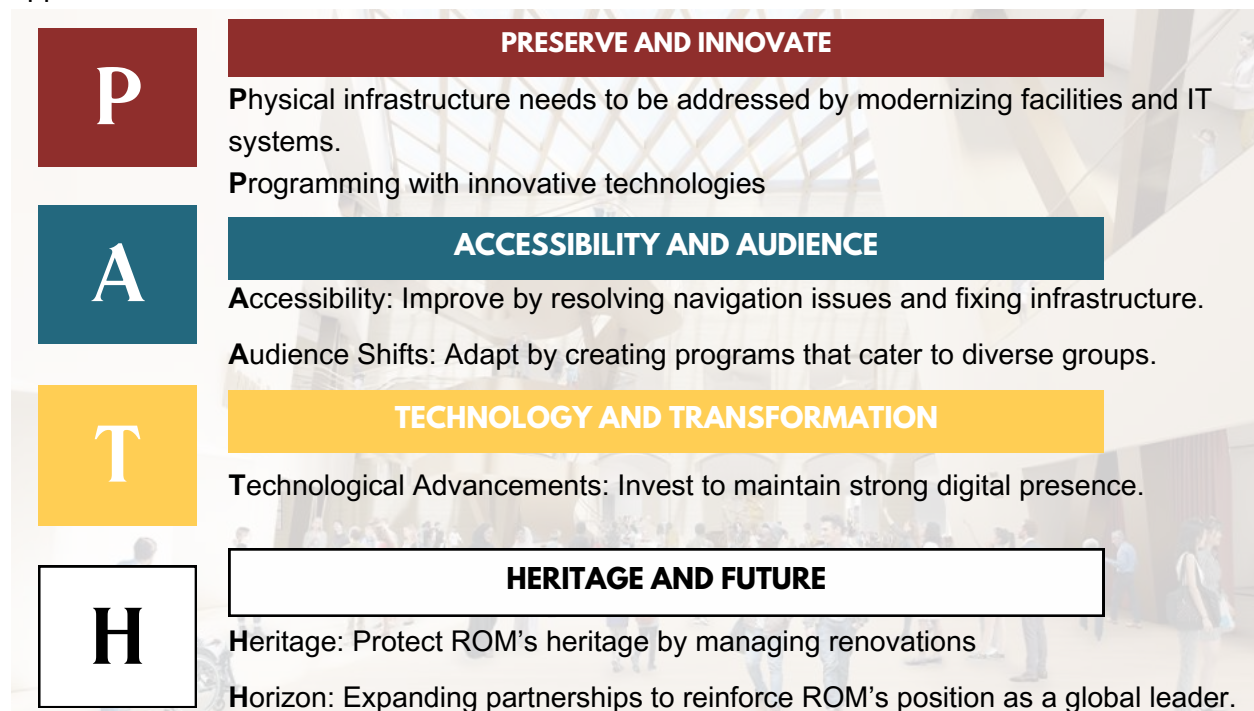 P
PRESERVE AND INNOVATE
Physical infrastructure needs to be addressed by modernizing facilities and IT
systems.
Programming with innovative technologies
A
ACCESSIBILITY AND AUDIENCE
Accessibility: Improve by resolving navigation issues and fixing infrastructure.
Audience Shifts: Adapt by creating programs that cater to diverse groups.
T
TECHNOLOGY AND TRANSFORMATION
Technological Advancements: Invest to maintain strong digital presence.
H
HERITAGE AND FUTURE
Heritage: Protect ROM’s heritage by managing renovations
Horizon: Expanding partnerships to reinforce ROM’s position as a global leader.